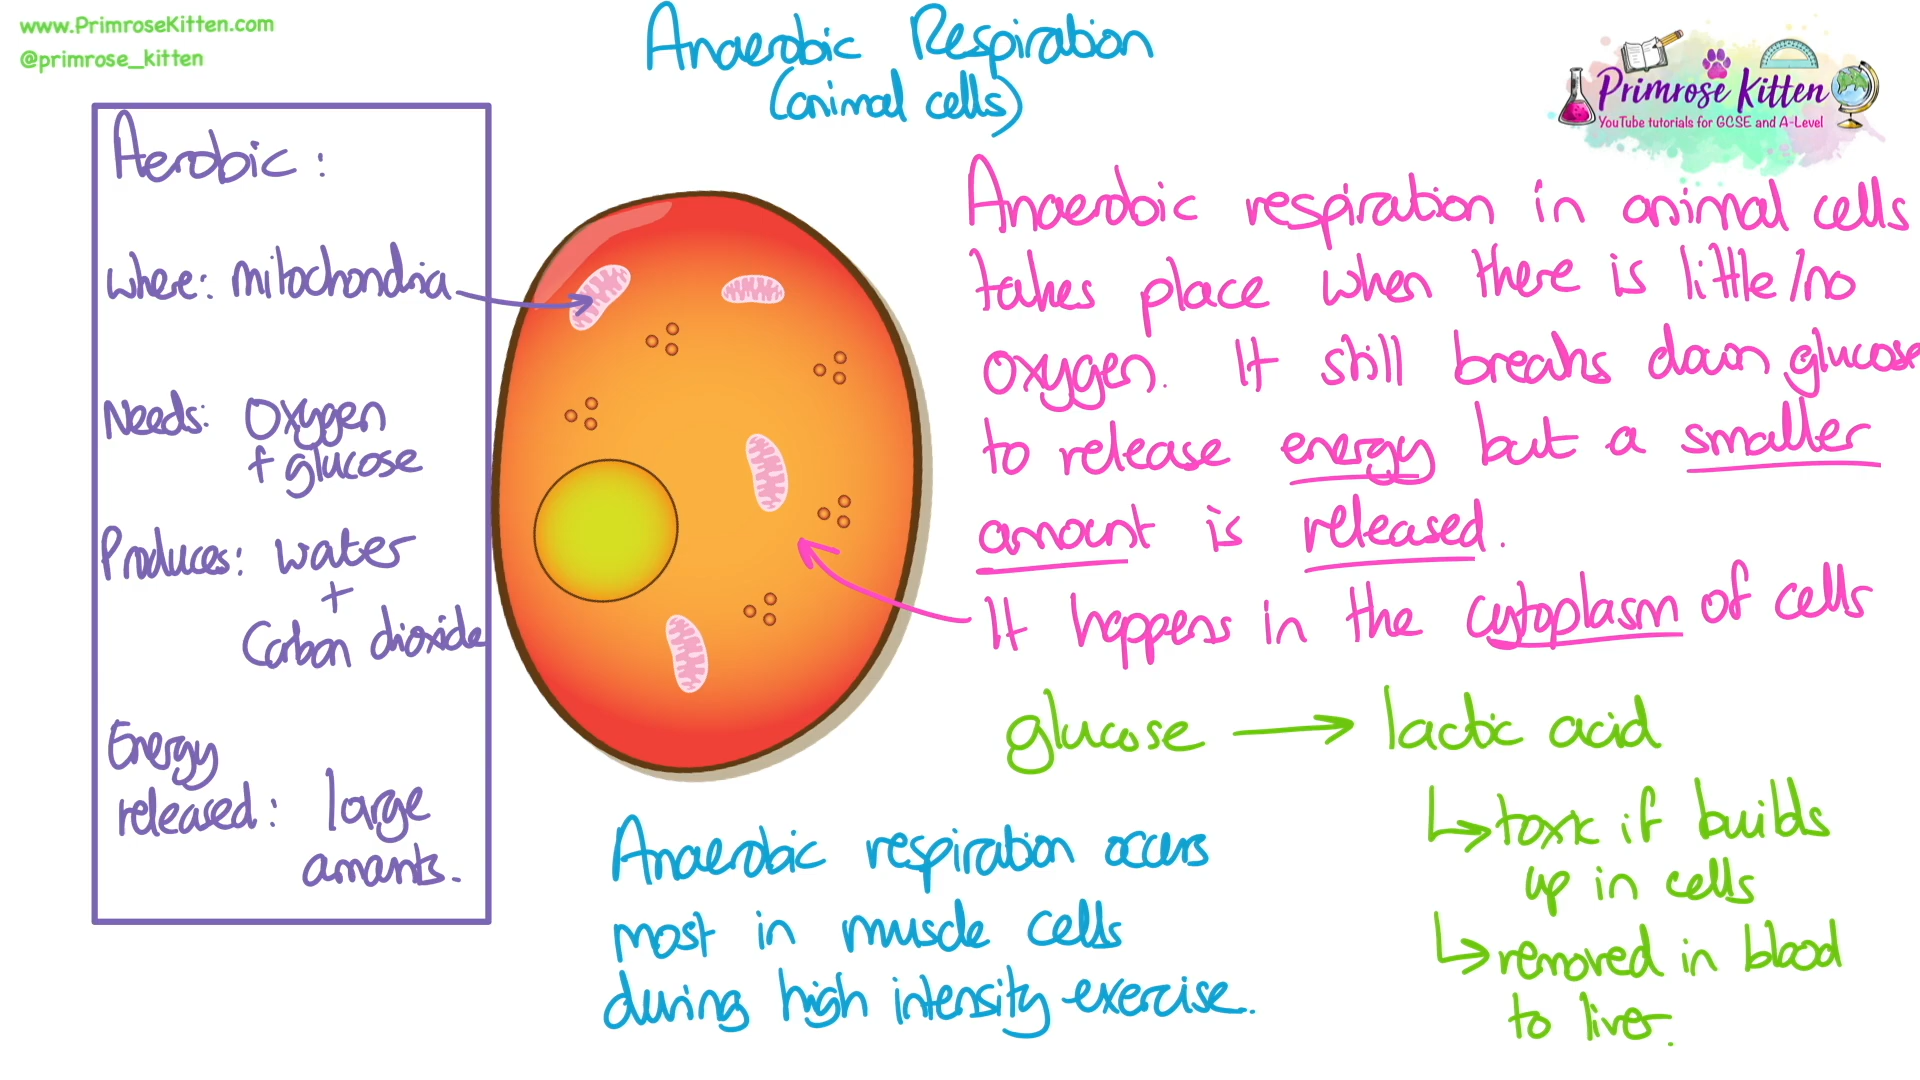 www.PrimroseKitten.com
@primrose_kitten
Anaerobic Respiration
(animal cells)
Primrose Kitten
YouTube tutorials for GCSE and A-Level
Aerobic:
Where: mitochondria
Needs: Oxygen
+ glucose
Produces: water
+
Carbon dioxide
Energy
released: large
amounts.
Anaerobic respiration in animal cells
takes place when there is little/no
oxygen. It still breaks down glucose
to release energy but a smaller
amount is released.
It happens in the cytoplasm of cells
glucose → lactic acid
↳ toxic if builds
up in cells
↳ removed in blood
to liver.
Anaerobic respiration occurs
most in muscle cells
during high intensity exercise.